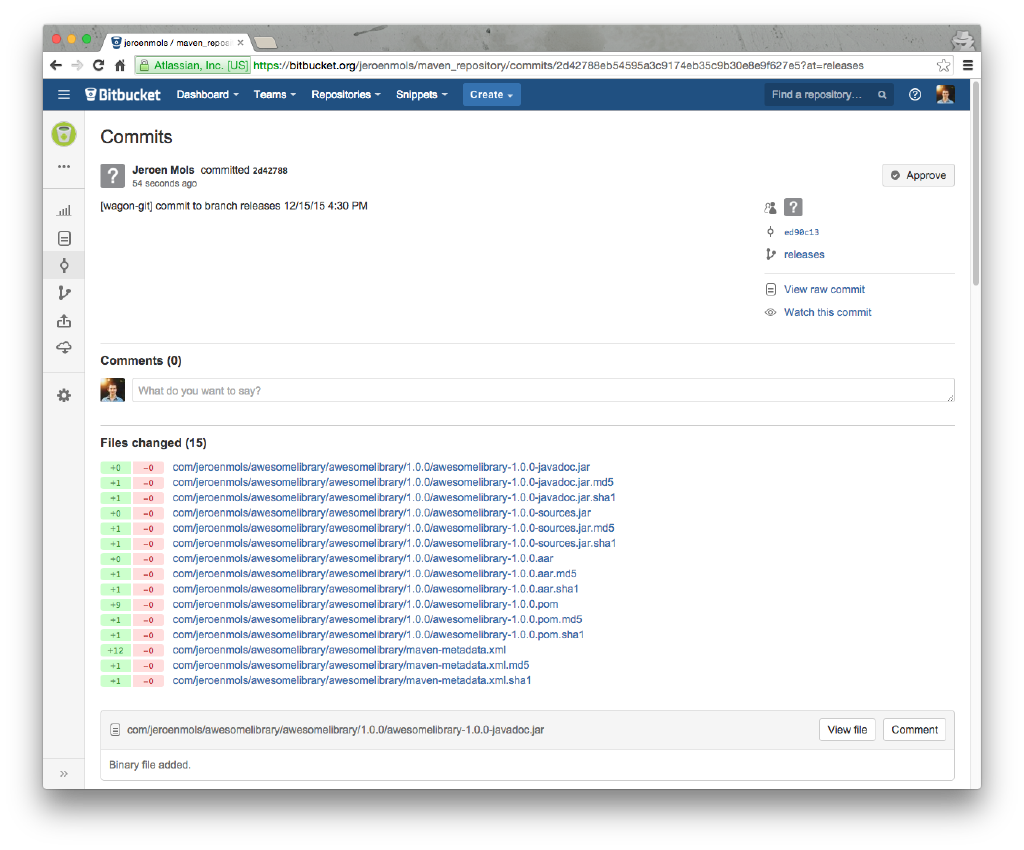 jeroenmols / maven_repos
Atlassian, Inc. [US] https://bitbucket.org/jeroenmols/maven_repository/commits/2d42788eb54595a3c9174eb35c9b30e8e9f627e5?at=releases
Bitbucket Dashboard Teams Repositories Snippets Create Find a repository...
Commits
Jeroen Mols committed 2d42788
54 seconds ago
Approve
[wagon-git] commit to branch releases 12/15/15 4:30 PM
ed90c13
releases
View raw commit
Watch this commit
Comments (0)
What do you want to say?
Files changed (15)
+0 -0 com/jeroenmols/awesomelibrary/awesomelibrary/1.0.0/awesomelibrary-1.0.0-javadoc.jar
+1 -0 com/jeroenmols/awesomelibrary/awesomelibrary/1.0.0/awesomelibrary-1.0.0-javadoc.jar.md5
+1 -0 com/jeroenmols/awesomelibrary/awesomelibrary/1.0.0/awesomelibrary-1.0.0-javadoc.jar.sha1
+0 -0 com/jeroenmols/awesomelibrary/awesomelibrary/1.0.0/awesomelibrary-1.0.0-sources.jar
+1 -0 com/jeroenmols/awesomelibrary/awesomelibrary/1.0.0/awesomelibrary-1.0.0-sources.jar.md5
+1 -0 com/jeroenmols/awesomelibrary/awesomelibrary/1.0.0/awesomelibrary-1.0.0-sources.jar.sha1
+0 -0 com/jeroenmols/awesomelibrary/awesomelibrary/1.0.0/awesomelibrary-1.0.0.aar
+1 -0 com/jeroenmols/awesomelibrary/awesomelibrary/1.0.0/awesomelibrary-1.0.0.aar.md5
+1 -0 com/jeroenmols/awesomelibrary/awesomelibrary/1.0.0/awesomelibrary-1.0.0.aar.sha1
+9 -0 com/jeroenmols/awesomelibrary/awesomelibrary/1.0.0/awesomelibrary-1.0.0.pom
+1 -0 com/jeroenmols/awesomelibrary/awesomelibrary/1.0.0/awesomelibrary-1.0.0.pom.md5
+1 -0 com/jeroenmols/awesomelibrary/awesomelibrary/1.0.0/awesomelibrary-1.0.0.pom.sha1
+12 -0 com/jeroenmols/awesomelibrary/awesomelibrary/maven-metadata.xml
+1 -0 com/jeroenmols/awesomelibrary/awesomelibrary/maven-metadata.xml.md5
+1 -0 com/jeroenmols/awesomelibrary/awesomelibrary/maven-metadata.xml.sha1
com/jeroenmols/awesomelibrary/awesomelibrary/1.0.0/awesomelibrary-1.0.0-javadoc.jar View file Comment
Binary file added.